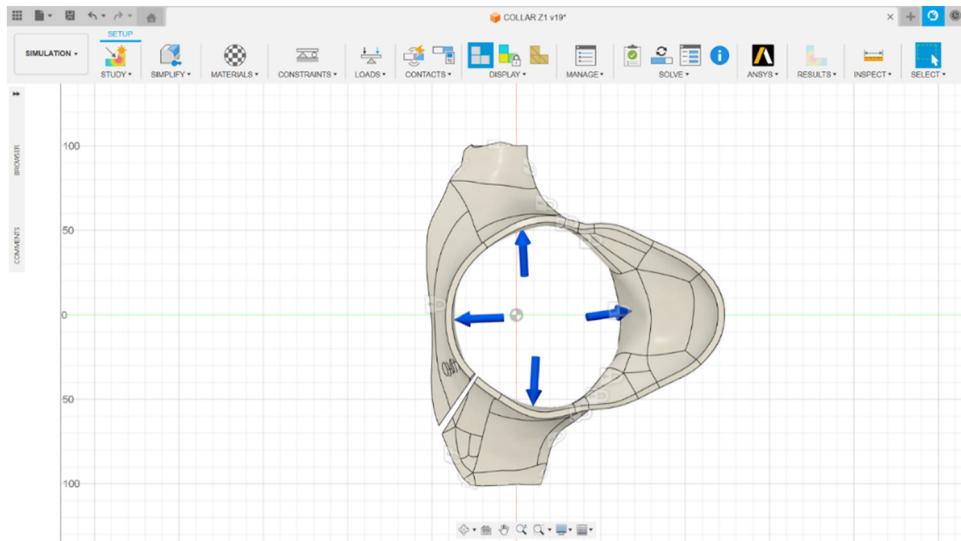 COLLAR Z1 v19*
SETUP
SIMULATION
STUDY
SIMPLIFY
MATERIALS
CONSTRAINTS
LOADS
CONTACTS
DISPLAY
MANAGE
SOLVE
ANSYS
RESULTS
INSPECT
SELECT
BROWSER
COMMENTS
100
50
0
50
100